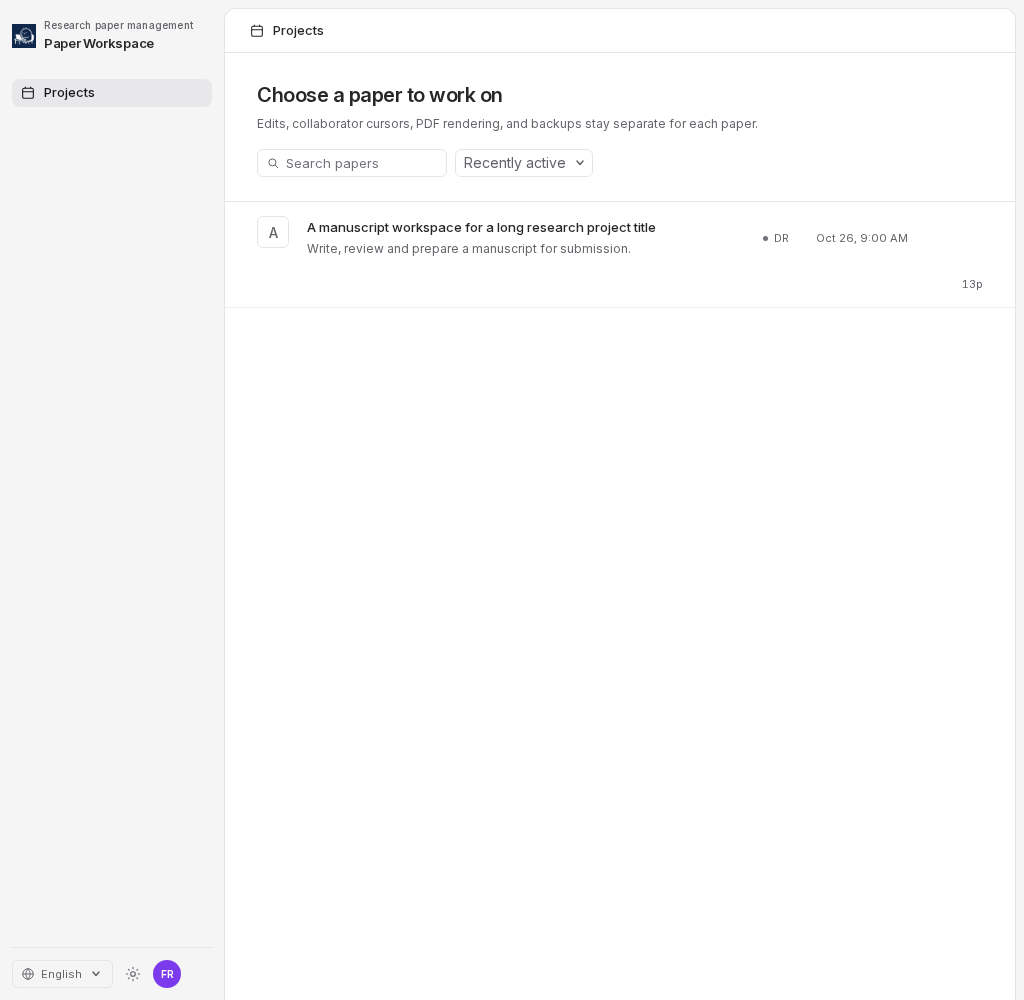 Research paper management
PaperWorkspace
Projects
Projects
Choose a paper to work on
Edits, collaborator cursors, PDF rendering, and backups stay separate for each paper.
Search papers
Recently active
A
A manuscript workspace for a long research project title
Write, review and prepare a manuscript for submission.
DR
Oct 26, 9:00 AM
13p
English
FR